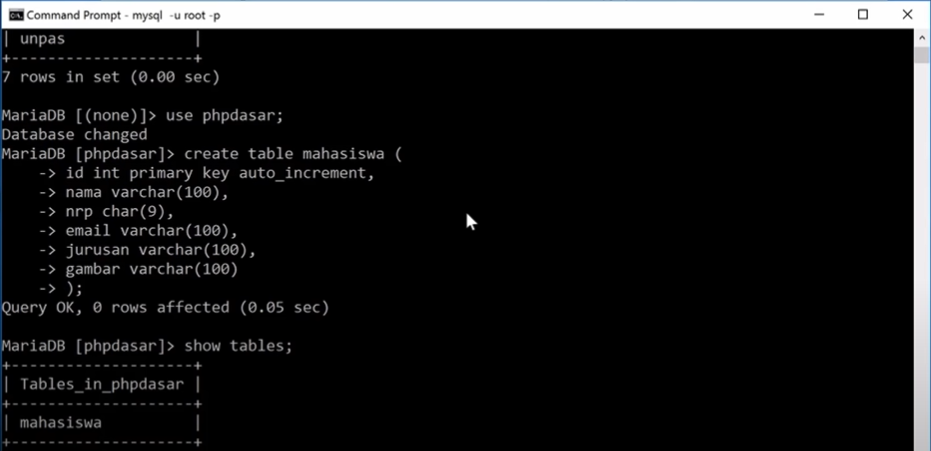 Command Prompt - mysql  -u root -p
| unpas              |
+--------------------+
7 rows in set (0.00 sec)

MariaDB [(none)]> use phpdasar;
Database changed
MariaDB [phpdasar]> create table mahasiswa (
    -> id int primary key auto_increment,
    -> nama varchar(100),
    -> nrp char(9),
    -> email varchar(100),
    -> jurusan varchar(100),
    -> gambar varchar(100)
    -> );
Query OK, 0 rows affected (0.05 sec)

MariaDB [phpdasar]> show tables;
+--------------------+
| Tables_in_phpdasar |
+--------------------+
| mahasiswa          |
+--------------------+